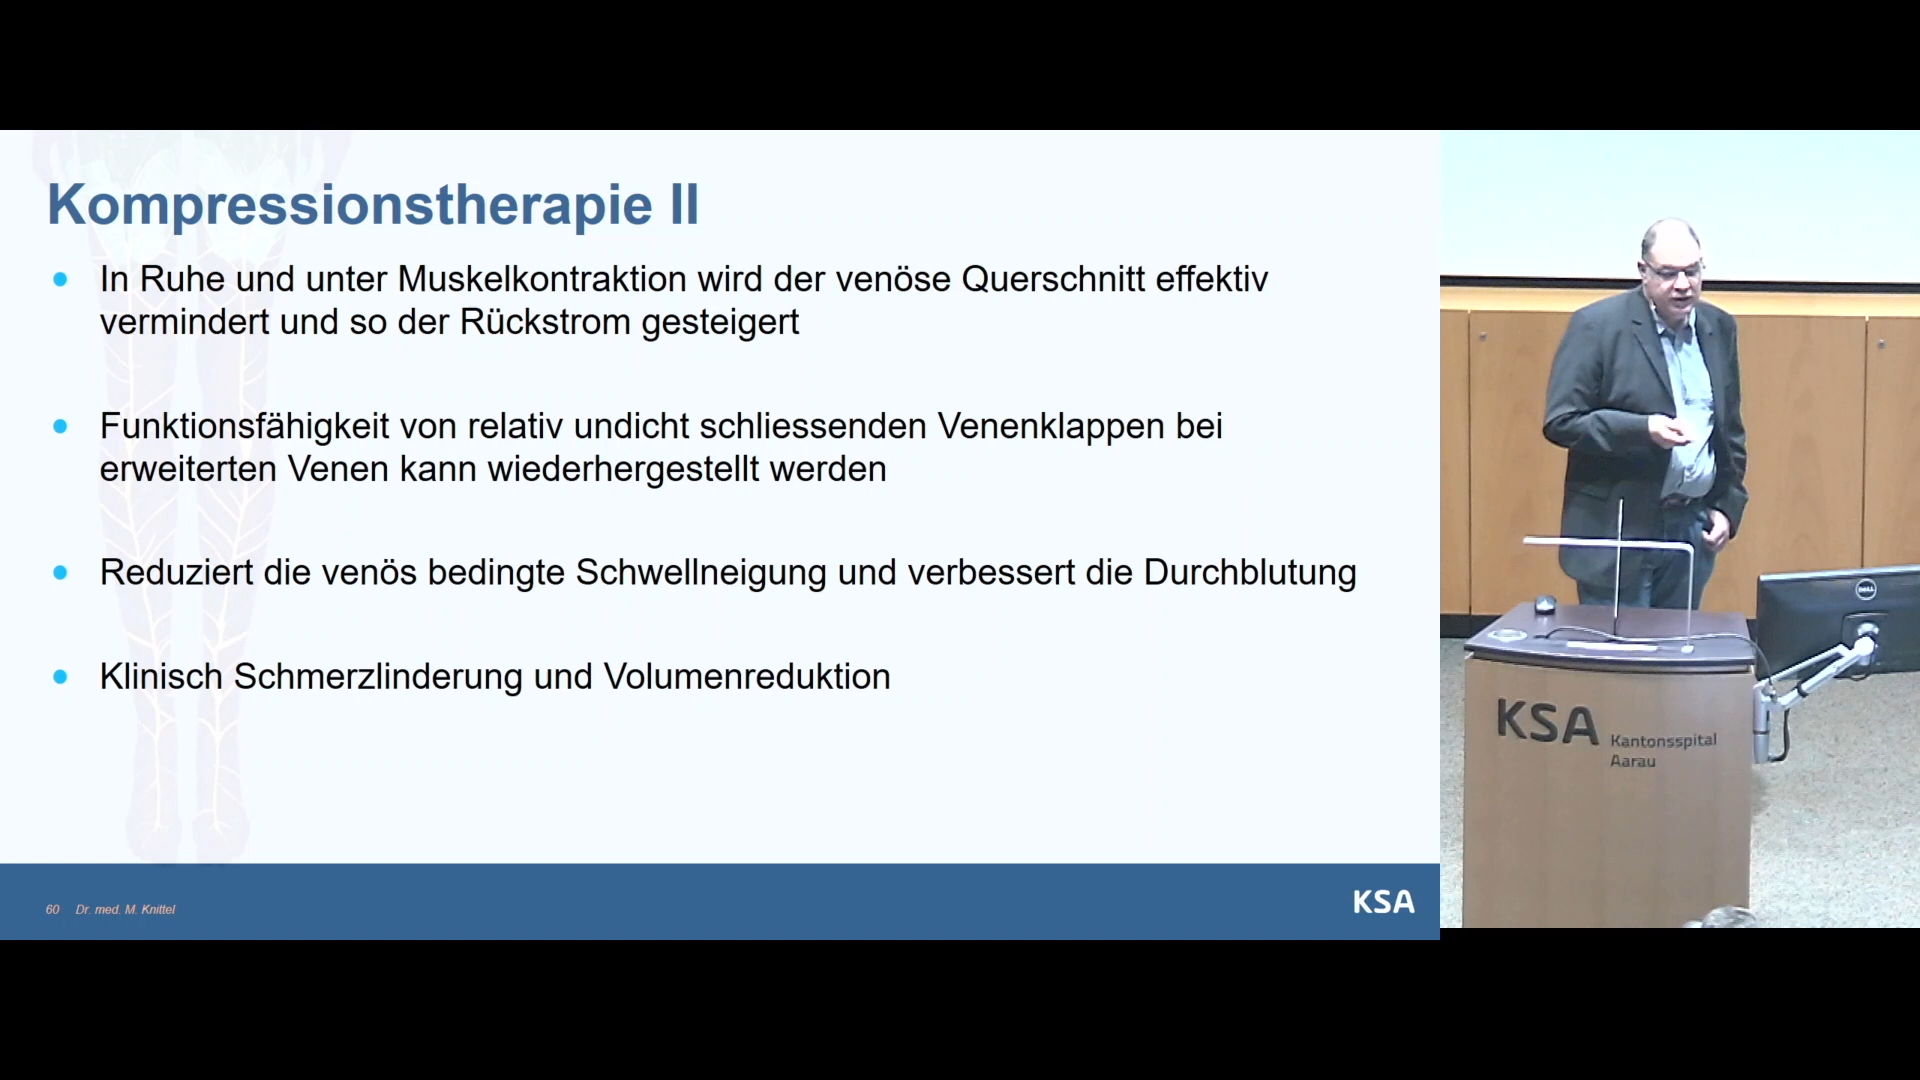 Kompressionstherapie II
In Ruhe und unter Muskelkontraktion wird der venöse Querschnitt effektiv
vermindert und so der Rückstrom gesteigert
Funktionsfähigkeit von relativ undicht schliessenden Venenklappen bei
erweiterten Venen kann wiederhergestellt werden
Reduziert die venös bedingte Schwellneigung und verbessert die Durchblutung
Klinisch Schmerzlinderung und Volumenreduktion
60 Dr. med. M. Knittel
KSA
DELL
KSA Kantonsspital
Aarau